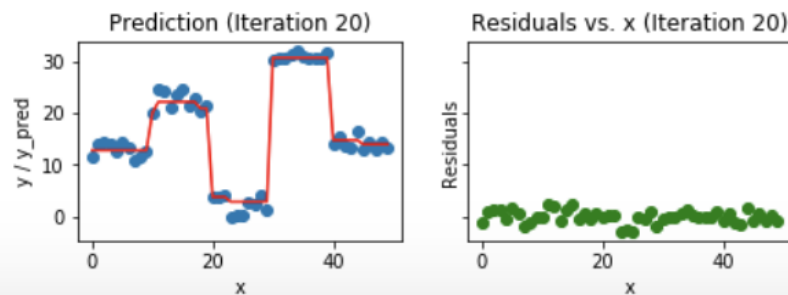 Prediction (Iteration 20)
y / y_pred
30
20
10
0
0
20
40
x
Residuals vs. x (Iteration 20)
Residuals
0
20
40
x